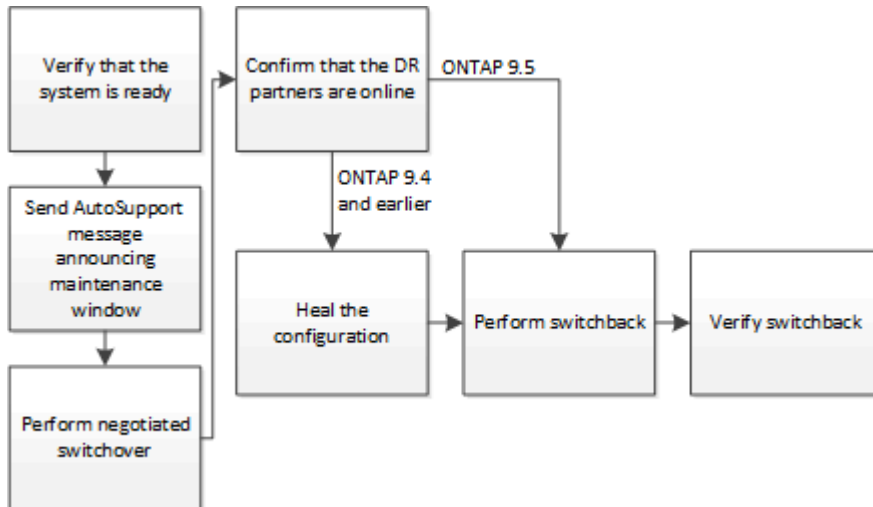 Verify that the
system is ready
Send AutoSupport
message
announcing
maintenance
window
Perform negotiated
switchover
Confirm that the DR
partners are online
ONTAP 9.5
ONTAP 9.4
and earlier
Heal the
configuration
Perform switchback
Verify switchback